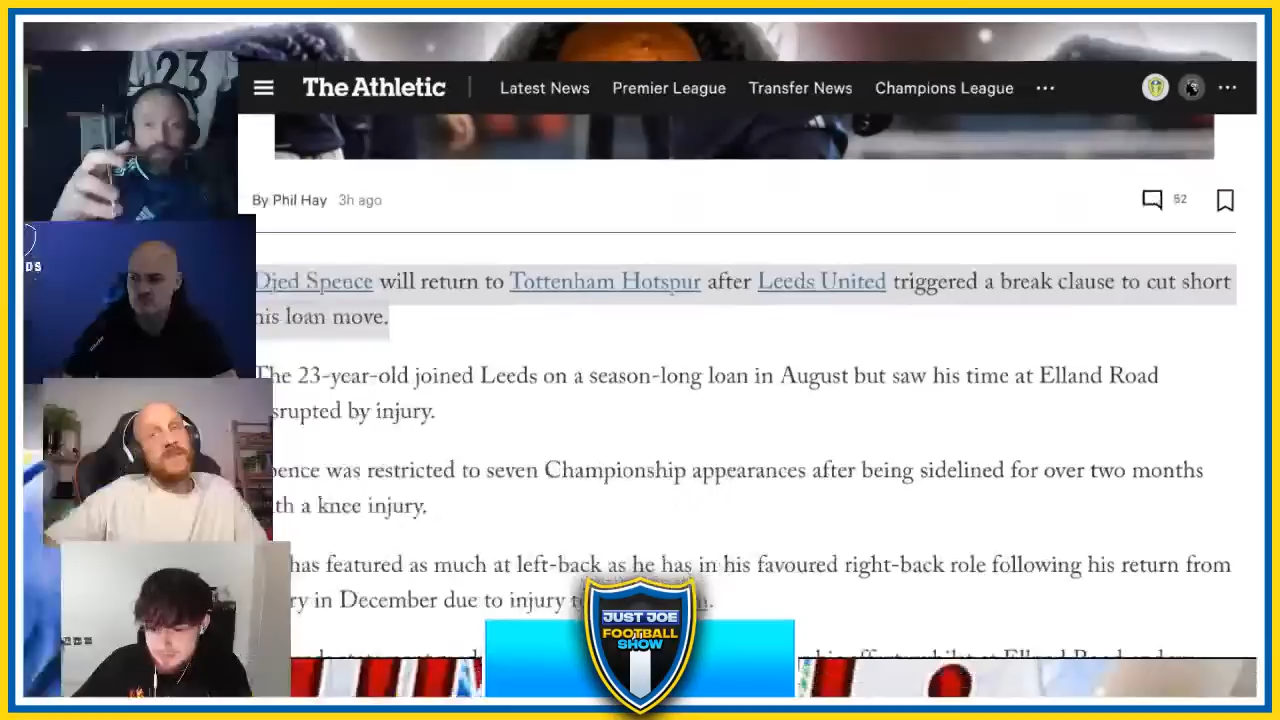 23
The Athletic
Latest News
Premier League
Transfer News
Champions League
By Phil Hay 3h ago
52
DS
Djed Spence will return to Tottenham Hotspur after Leeds United triggered a break clause to cut short
his loan move.
The 23-year-old joined Leeds on a season-long loan in August but saw his time at Elland Road
srupted by injury.
pence was restricted to seven Championship appearances after being sidelined for over two months
th a knee injury.
has featured as much at left-back as he has in his favoured right-back role following his return from
ry in December due to injury
JUST JOE
FOOTBALL
SHOW